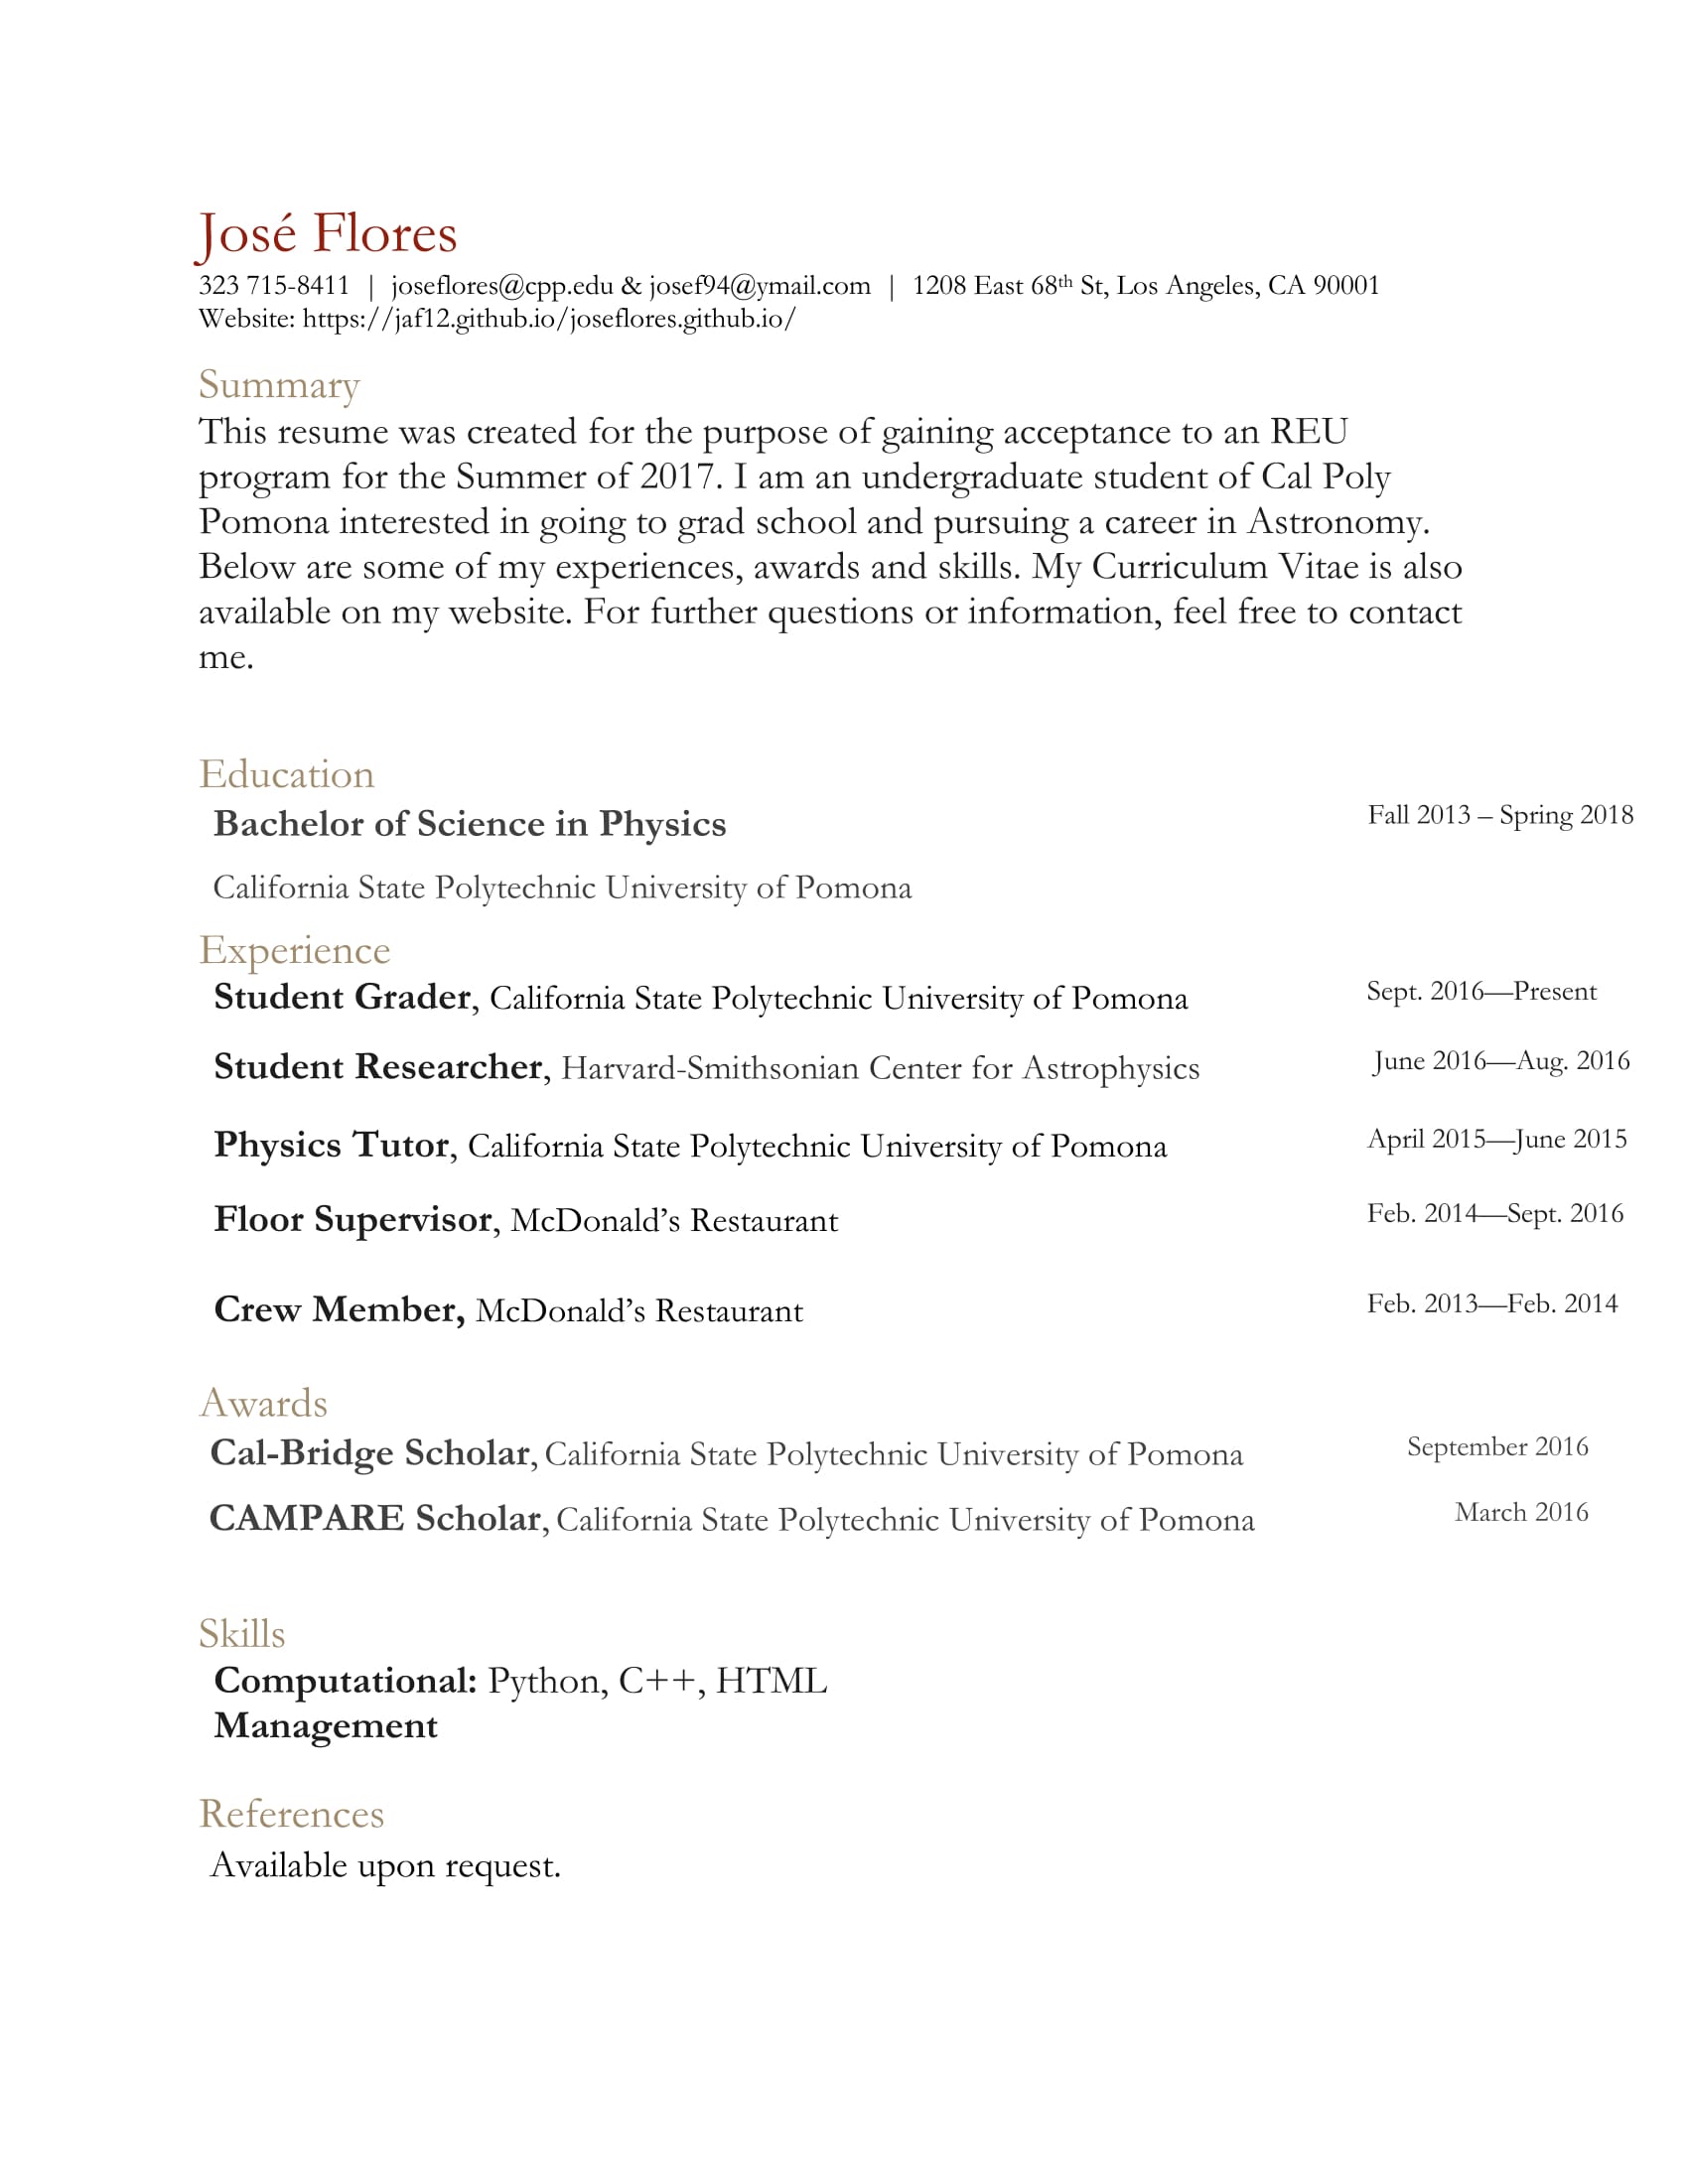 José Flores
323 715-8411 | joseflores@cpp.edu & josef94@ymail.com | 1208 East 68th St, Los Angeles, CA 90001
Website: https://jaf12.github.io/joseflores.github.io/
Summary
This resume was created for the purpose of gaining acceptance to an REU
program for the Summer of 2017. I am an undergraduate student of Cal Poly
Pomona interested in going to grad school and pursuing a career in Astronomy.
Below are some of my experiences, awards and skills. My Curriculum Vitae is also
available on my website. For further questions or information, feel free to contact
me.
Education
Bachelor of Science in Physics Fall 2013 – Spring 2018
California State Polytechnic University of Pomona
Experience
Student Grader, California State Polytechnic University of Pomona Sept. 2016—Present
Student Researcher, Harvard-Smithsonian Center for Astrophysics June 2016—Aug. 2016
Physics Tutor, California State Polytechnic University of Pomona April 2015—June 2015
Floor Supervisor, McDonald’s Restaurant Feb. 2014—Sept. 2016
Crew Member, McDonald’s Restaurant Feb. 2013—Feb. 2014
Awards
Cal-Bridge Scholar, California State Polytechnic University of Pomona September 2016
CAMPARE Scholar, California State Polytechnic University of Pomona March 2016
Skills
Computational: Python, C++, HTML
Management
References
Available upon request.